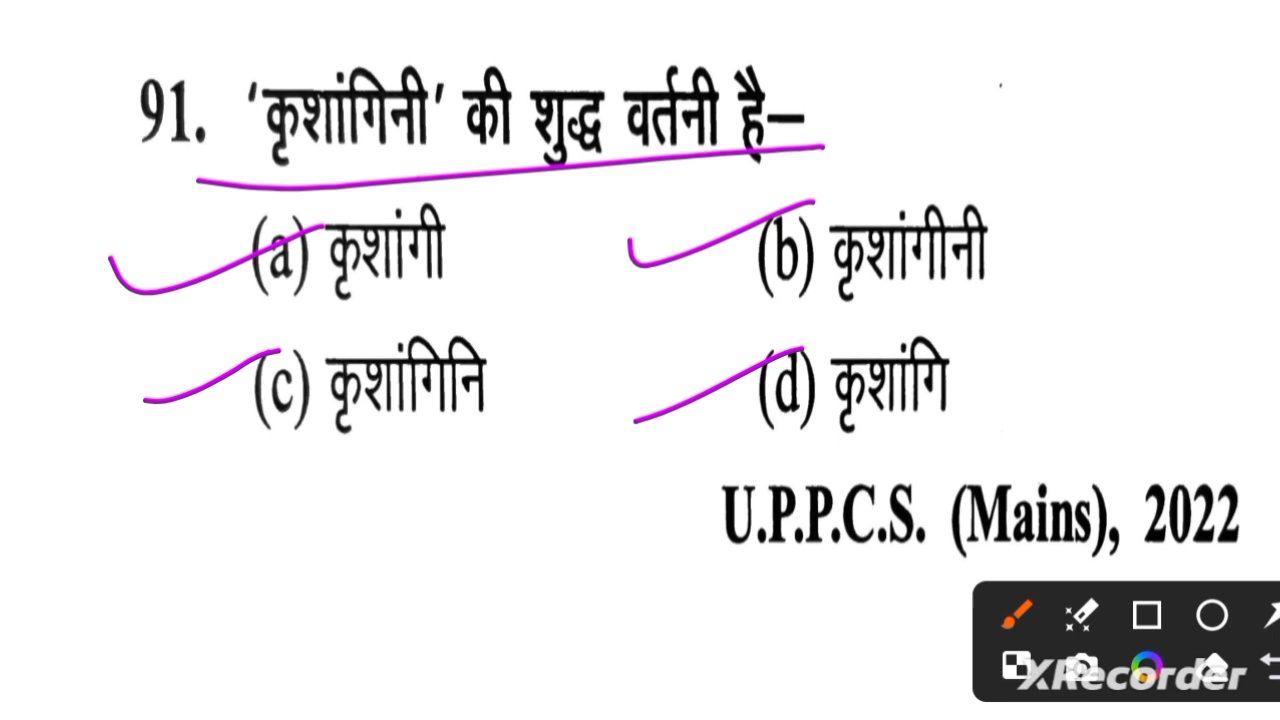 91. 'कृशांगिनी' की शुद्ध वर्तनी है–
(a) कृशांगी (b) कृशांगीनी
(c) कृशांगिनि (d) कृशांगि
U.P.P.C.S. (Mains), 2022
XRecorder